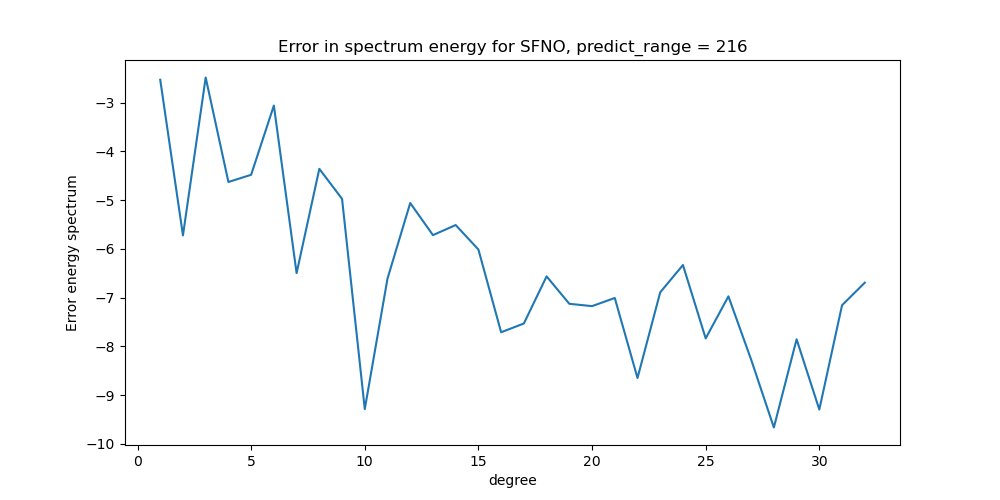 Error in spectrum energy for SFNO, predict_range = 216
−3
−4
−5
−6
−7
−8
−9
−10
Error energy spectrum
0 5 10 15 20 25 30
degree